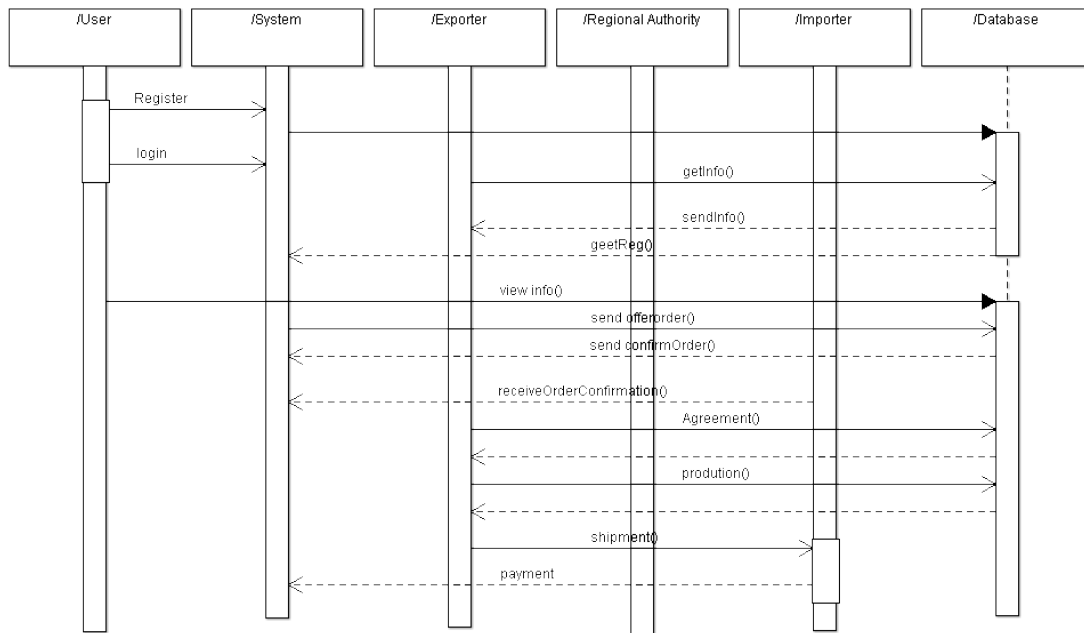 /User
/System
/Exporter
/Regional Authority
/Importer
/Database
Register
login
getInfo()
sendInfo()
geetReg()
view info()
send offerorder()
send confirmOrder()
receiveOrderConfirmation()
Agreement()
prodution()
shipment()
payment